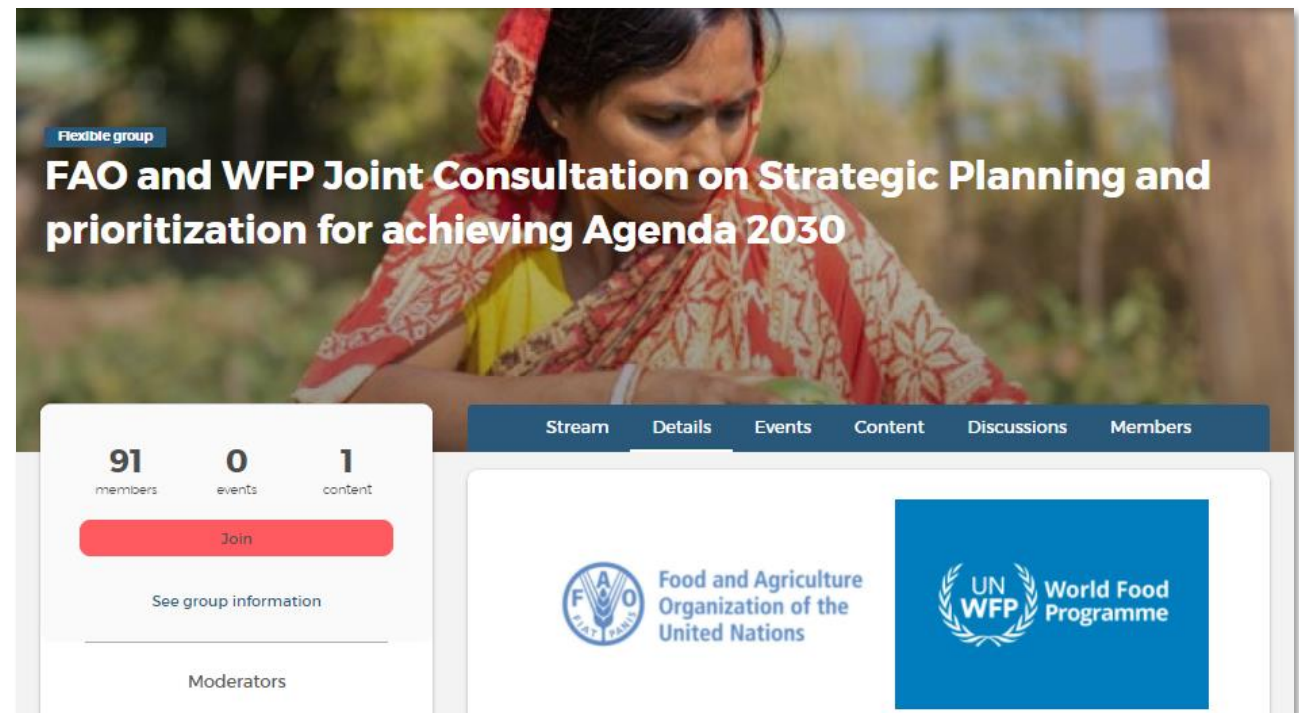 Flexible group
FAO and WFP Joint Consultation on Strategic Planning and
prioritization for achieving Agenda 2030
Stream Details Events Content Discussions Members
91 0 1
members events content
Join
See group information
Moderators
F A O
FIAT PANIS
Food and Agriculture
Organization of the
United Nations
UN
WFP
World Food
Programme